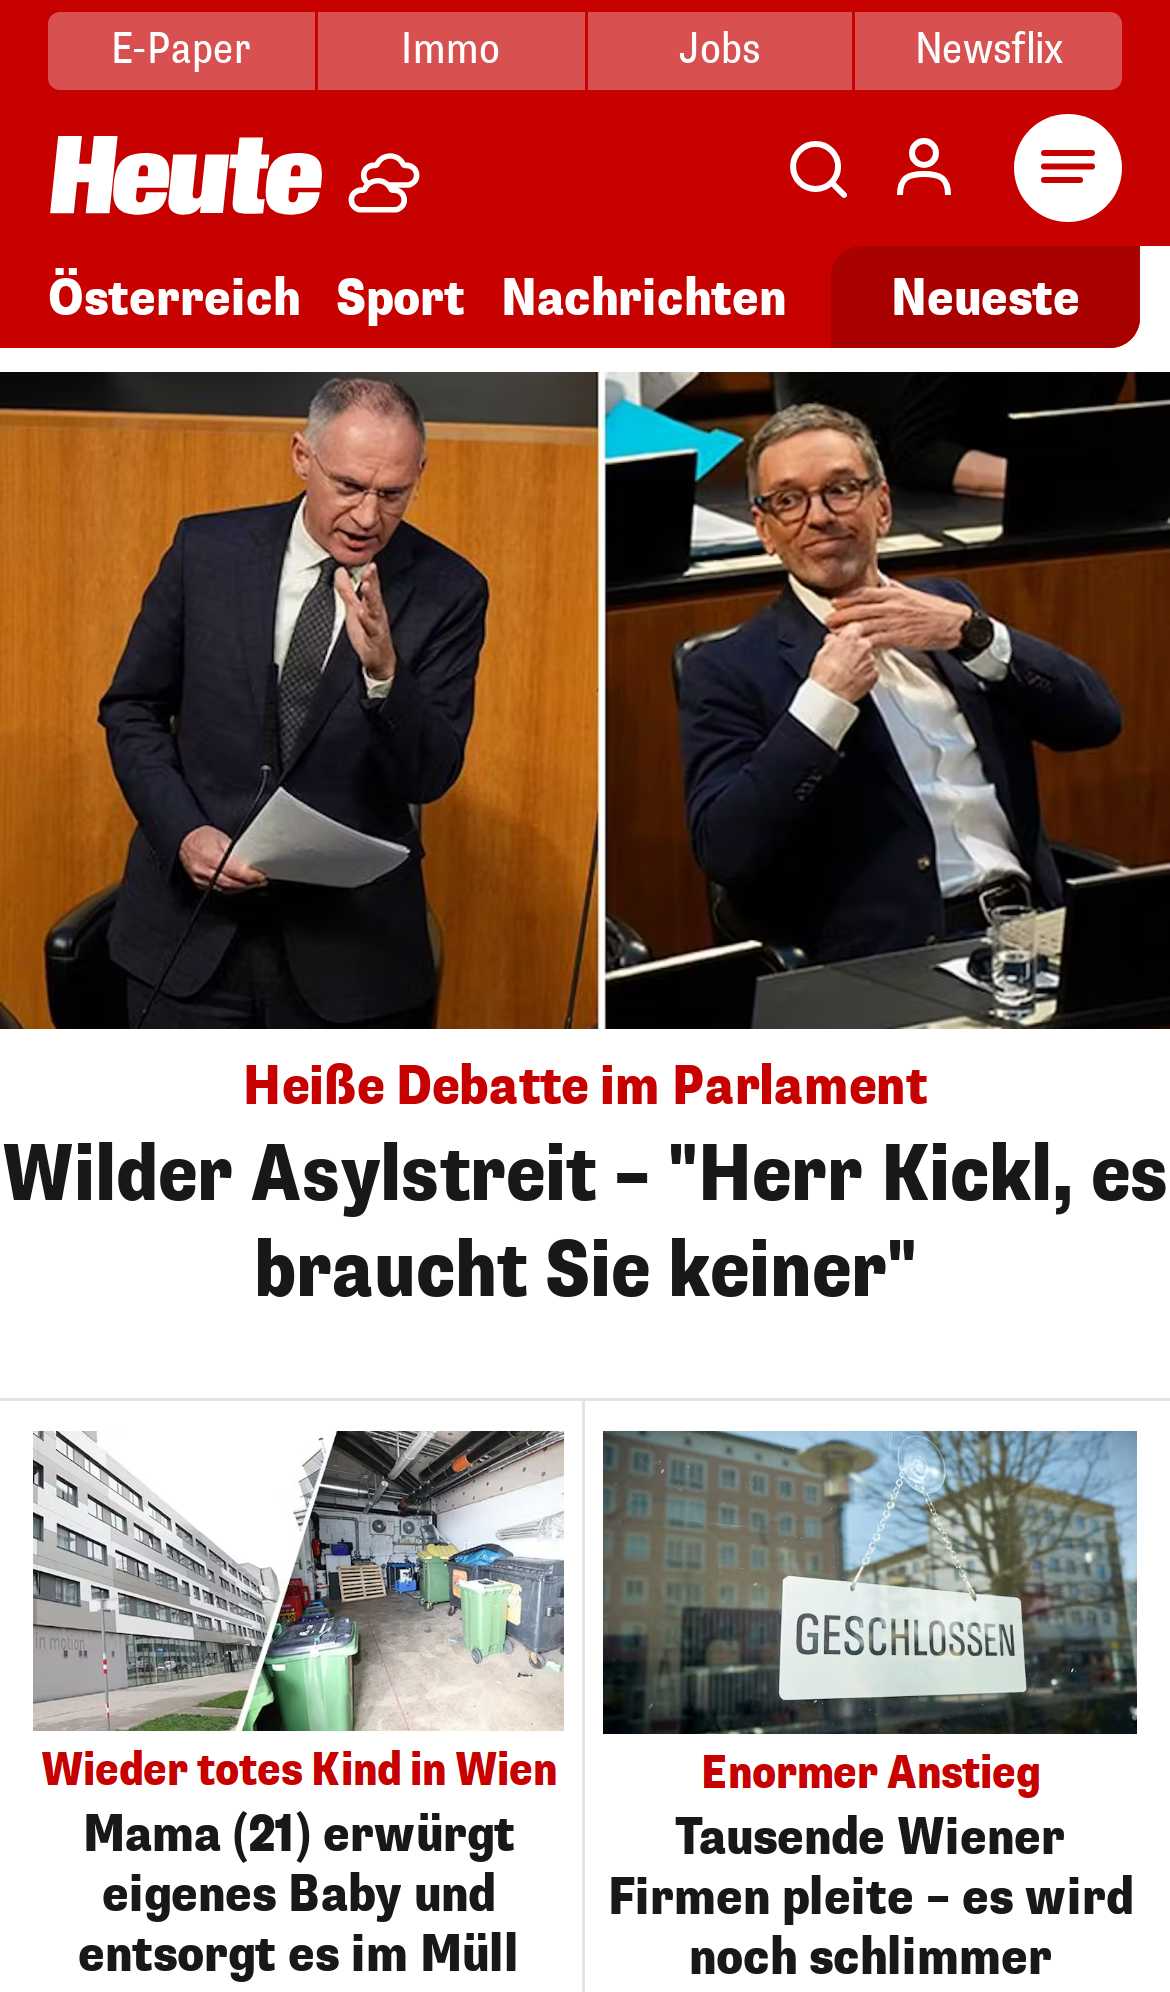 E-Paper
Immo
Jobs
Newsflix
Heute
Österreich
Sport
Nachrichten
Neueste
Heiße Debatte im Parlament
Wilder Asylstreit – "Herr Kickl, es
braucht Sie keiner"
in motion
Wieder totes Kind in Wien
Mama (21) erwürgt
eigenes Baby und
entsorgt es im Müll
GESCHLOSSEN
Enormer Anstieg
Tausende Wiener
Firmen pleite – es wird
noch schlimmer